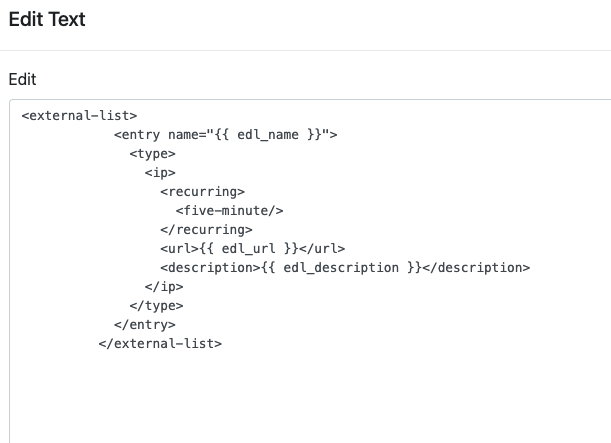 Edit Text
Edit
<external-list>
            <entry name="{{ edl_name }}">
              <type>
                <ip>
                  <recurring>
                    <five-minute/>
                  </recurring>
                  <url>{{ edl_url }}</url>
                  <description>{{ edl_description }}</description>
                </ip>
              </type>
            </entry>
          </external-list>